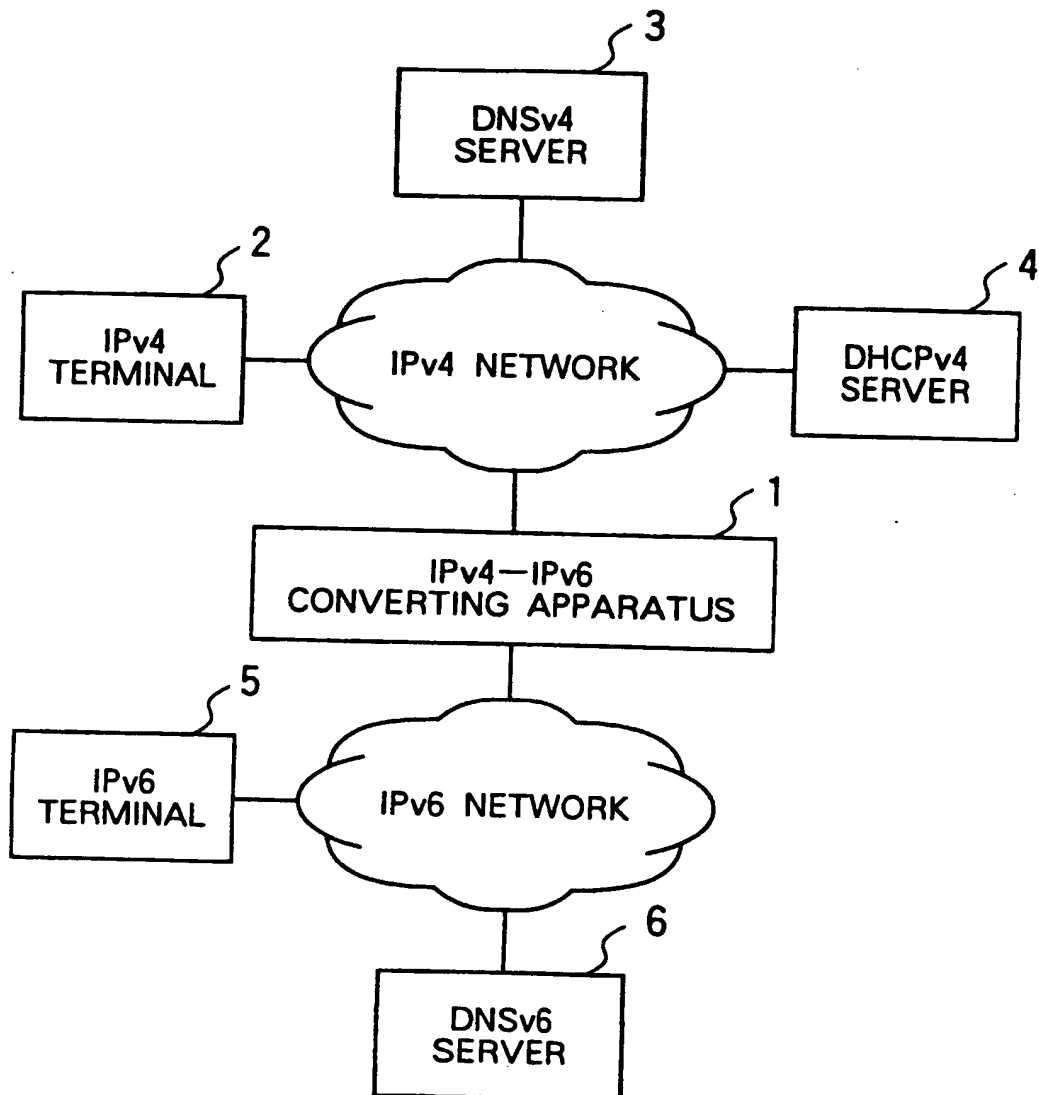 3
DNSv4
SERVER
2
4
IPv4
TERMINAL
IPv4 NETWORK
DHCPv4
SERVER
1
IPv4—IPv6
CONVERTING APPARATUS
5
IPv6
TERMINAL
IPv6 NETWORK
6
DNSv6
SERVER